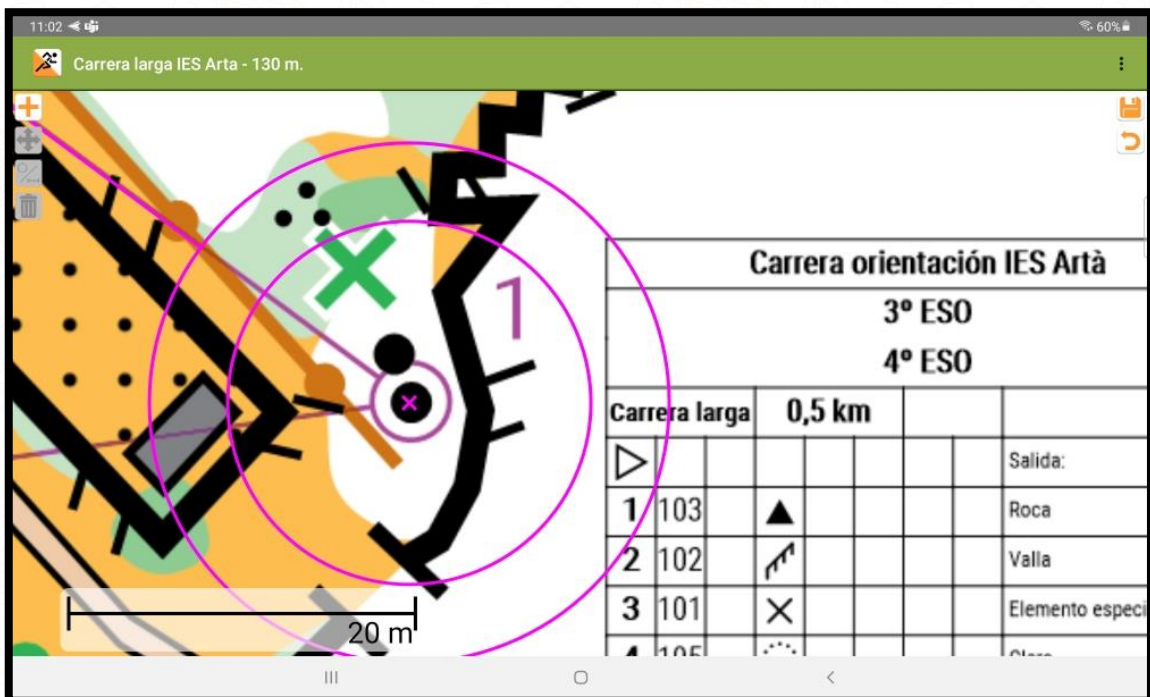 11:02
60%
Carrera larga IES Arta - 130 m.
1
Carrera orientación IES Artà
3º ESO
4º ESO
Carrera larga 0,5 km
Salida:
1 103 Roca
2 102 Valla
3 101 Elemento especi
4 105
20 m